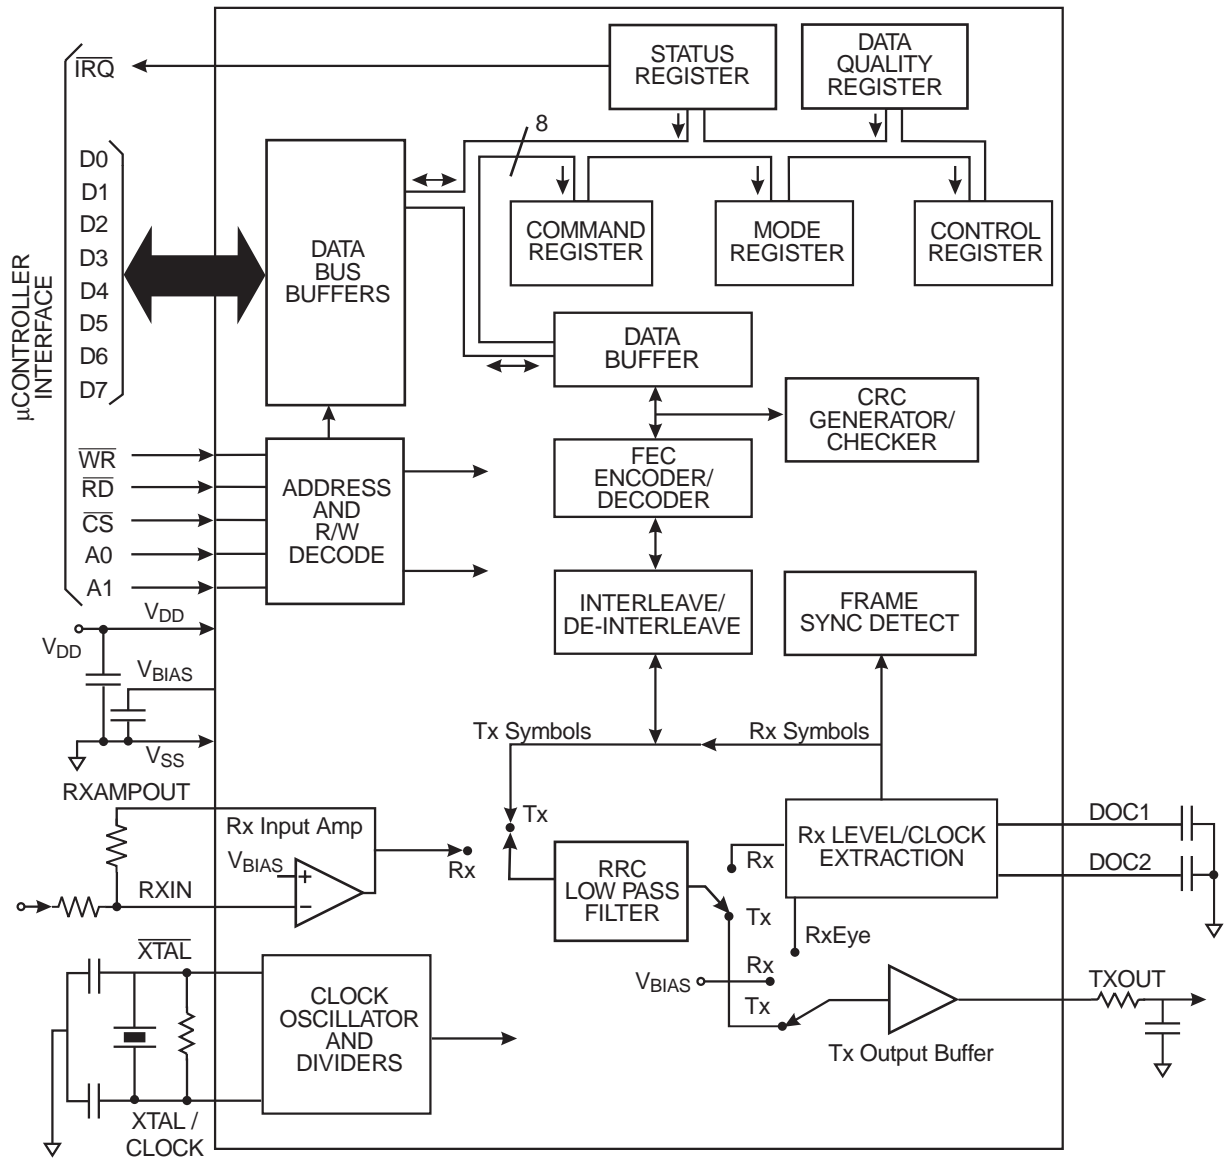 IRQ
STATUS
REGISTER
DATA
QUALITY
REGISTER
8
D0
D1
D2
D3
D4
D5
D6
D7
µCONTROLLER
INTERFACE
DATA
BUS
BUFFERS
COMMAND
REGISTER
MODE
REGISTER
CONTROL
REGISTER
DATA
BUFFER
CRC
GENERATOR/
CHECKER
WR
RD
CS
A0
A1
ADDRESS
AND
R/W
DECODE
FEC
ENCODER/
DECODER
INTERLEAVE/
DE-INTERLEAVE
FRAME
SYNC DETECT
VDD
VDD
VBIAS
VSS
Tx Symbols
Rx Symbols
RXAMPOUT
Rx Input Amp
VBIAS
+
−
RXIN
Rx
Tx
RRC
LOW PASS
FILTER
Rx
Rx LEVEL/CLOCK
EXTRACTION
DOC1
DOC2
Tx
RxEye
XTAL
CLOCK
OSCILLATOR
AND
DIVIDERS
XTAL /
CLOCK
VBIAS
Rx
Tx
Tx Output Buffer
TXOUT